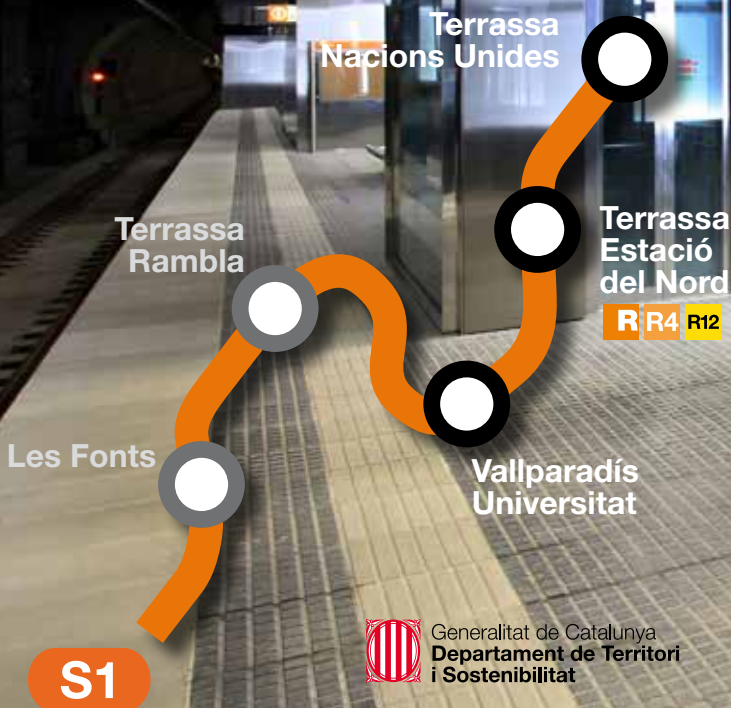 Terrassa
Nacions Unides
Terrassa
Estació
del Nord
R R4 R12
Terrassa
Rambla
Les Fonts
Vallparadís
Universitat
Generalitat de Catalunya
Departament de Territori
i Sostenibilitat
S1